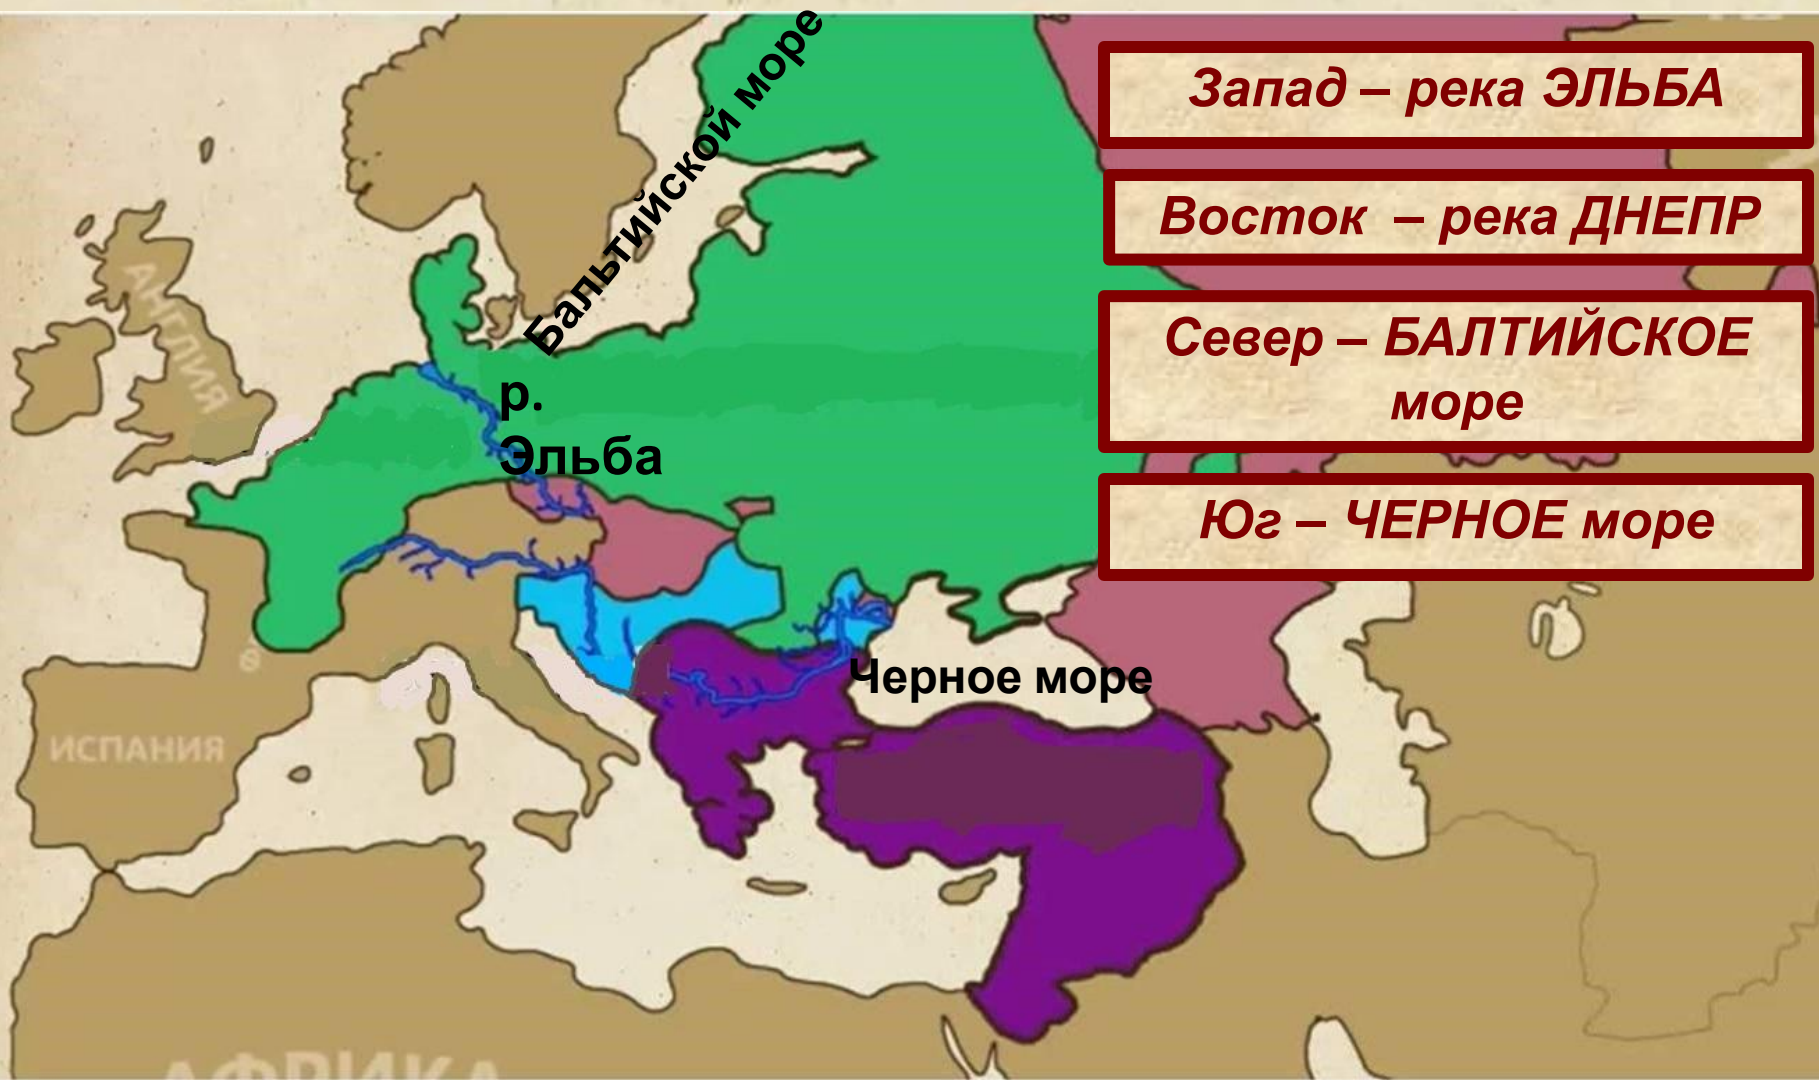 Бальтийской море
Запад – река ЭЛЬБА
Восток – река ДНЕПР
Север – БАЛТИЙСКОЕ
море
Юг – ЧЕРНОЕ море
АНГЛИЯ
р.
Эльба
Черное море
ИСПАНИЯ
АФРИКА